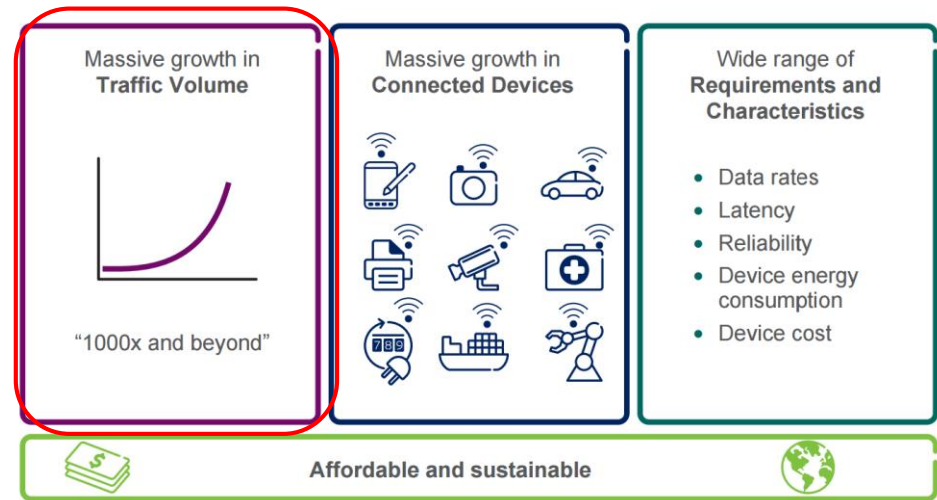 Massive growth in
Traffic Volume
“1000x and beyond”
Massive growth in
Connected Devices
789
Wide range of
Requirements and
Characteristics
• Data rates
• Latency
• Reliability
• Device energy
consumption
• Device cost
$
Affordable and sustainable